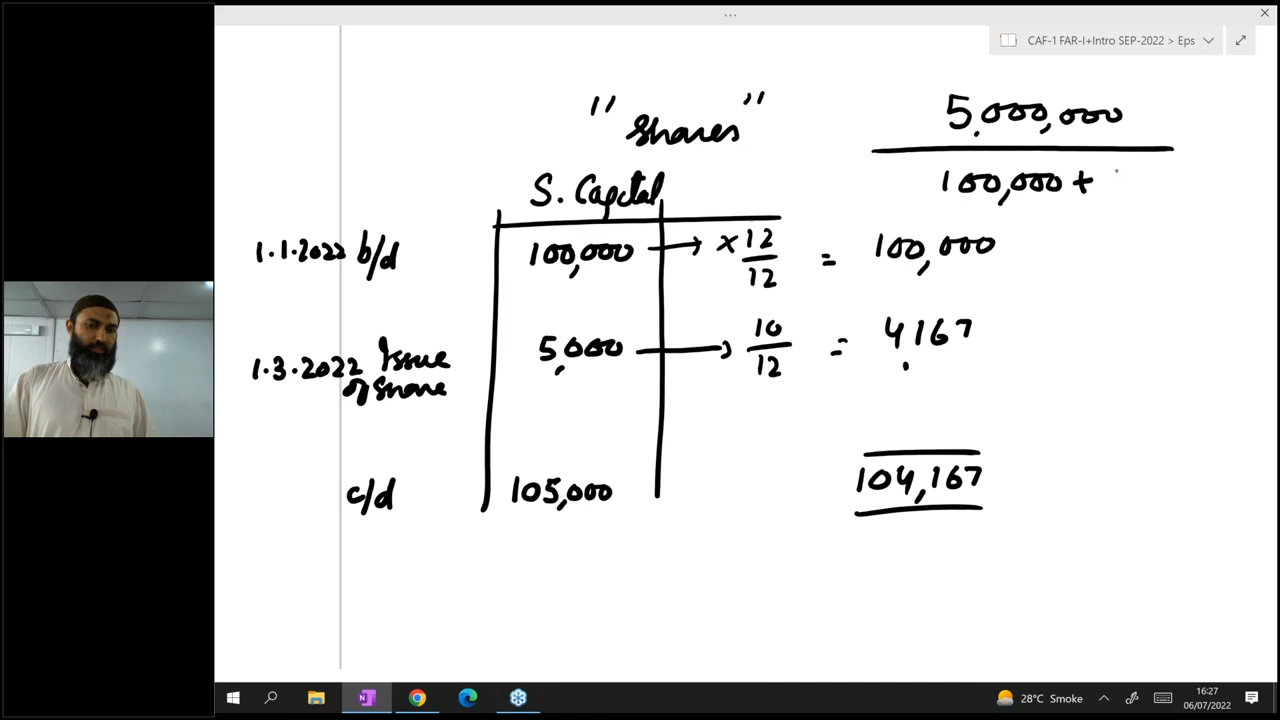 CAF-1 FAR-I+Intro SEP-2022 > Eps
"Shares"
5,000,000
100,000 +
S. Capital
1.1.2022 b/d 100,000 → × 12/12 = 100,000
1.3.2022 Issue of Share 5,000 → 10/12 = 4167
c/d 105,000 104,167
28°C Smoke
16:27
06/07/2022